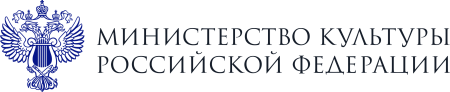 МИНИСТЕРСТВО КУЛЬТУРЫ
РОССИЙСКОЙ ФЕДЕРАЦИИ